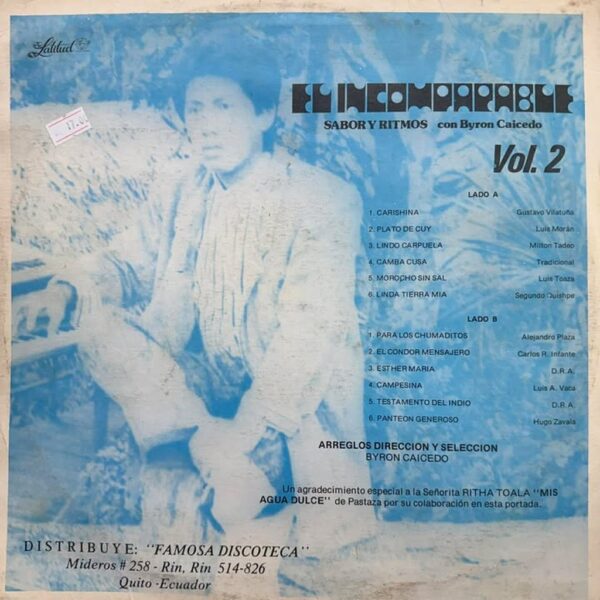 Latitud
17.00
EL INCOMPARABLE
SABOR Y RITMOS con Byron Caicedo
Vol. 2
LADO A
1. CARISHINA Gustavo Vilatuña
2. PLATO DE CUY Luis Morán
3. LINDO CARPUELA Milton Tadeo
4. CAMBA CUSA Tradicional
5. MOROCHO SIN SAL Luis Toaza
6. LINDA TIERRA MIA Segundo Quishpe
LADO B
1. PARA LOS CHUMADITOS Alejandro Plaza
2. EL CONDOR MENSAJERO Carlos R. Infante
3. ESTHER MARIA D.R.A.
4. CAMPESINA Luis A. Vaca
5. TESTAMENTO DEL INDIO D.R.A.
6. PANTEON GENEROSO Hugo Zavala
ARREGLOS DIRECCION Y SELECCION
BYRON CAICEDO
Un agradecimiento especial a la Señorita RITHA TOALA "MIS
AGUA DULCE" de Pastaza por su colaboración en esta portada.
DISTRIBUYE: "FAMOSA DISCOTECA"
Mideros # 258 - Rin, Rin 514-826
Quito - Ecuador